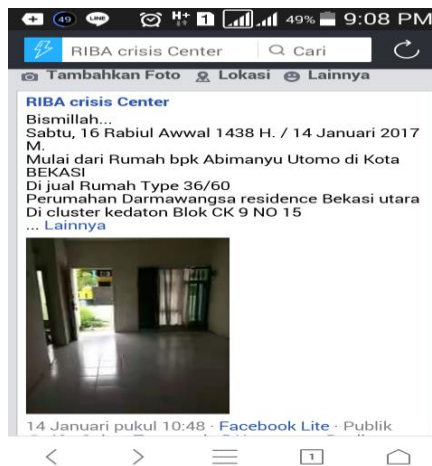 49
LINE
H+
1
49%
9:08 PM
RIBA crisis Center
Cari
Tambahkan Foto
Lokasi
Lainnya
RIBA crisis Center
Bismillah...
Sabtu, 16 Rabiul Awwal 1438 H. / 14 Januari 2017
M.
Mulai dari Rumah bpk Abimanyu Utomo di Kota
BEKASI
Di jual Rumah Type 36/60
Perumahan Darmawangsa residence Bekasi utara
Di cluster kedaton Blok CK 9 NO 15
... Lainnya
14 Januari pukul 10:48 · Facebook Lite · Publik
1